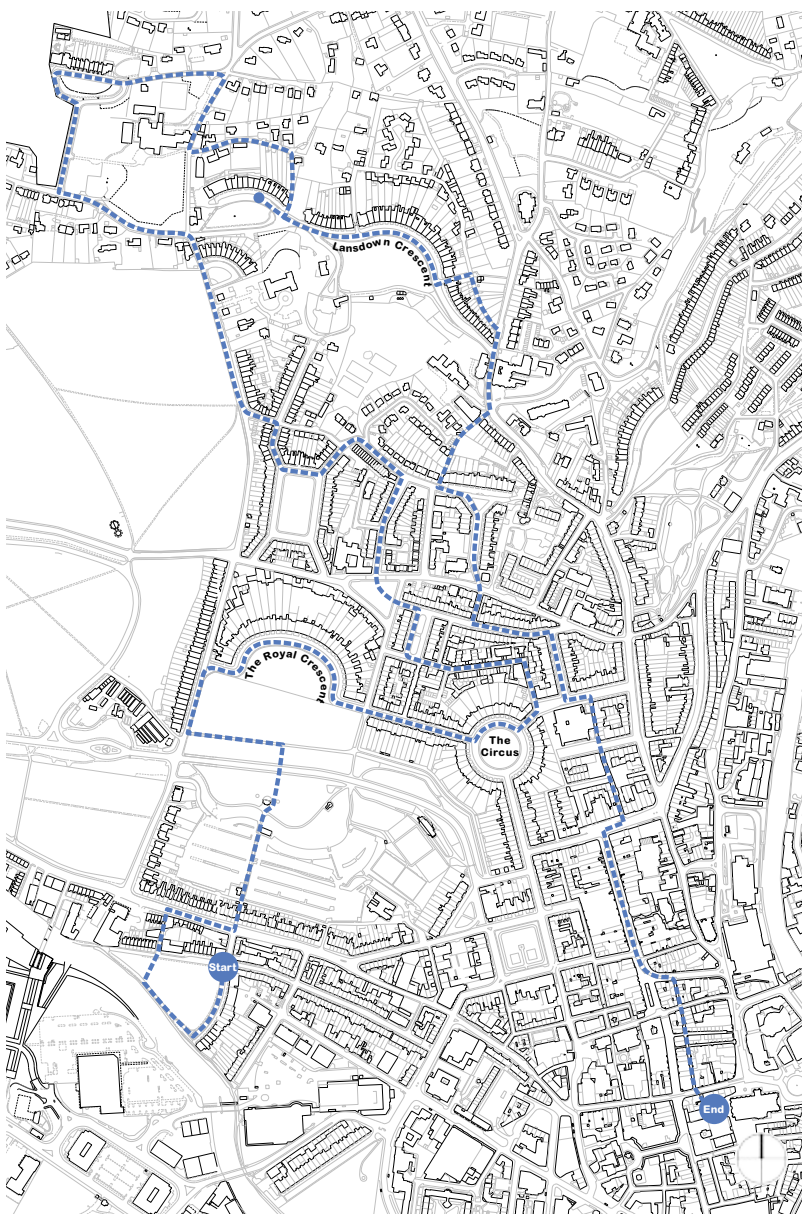 Lansdown Crescent
The Royal Crescent
The
Circus
Start
End